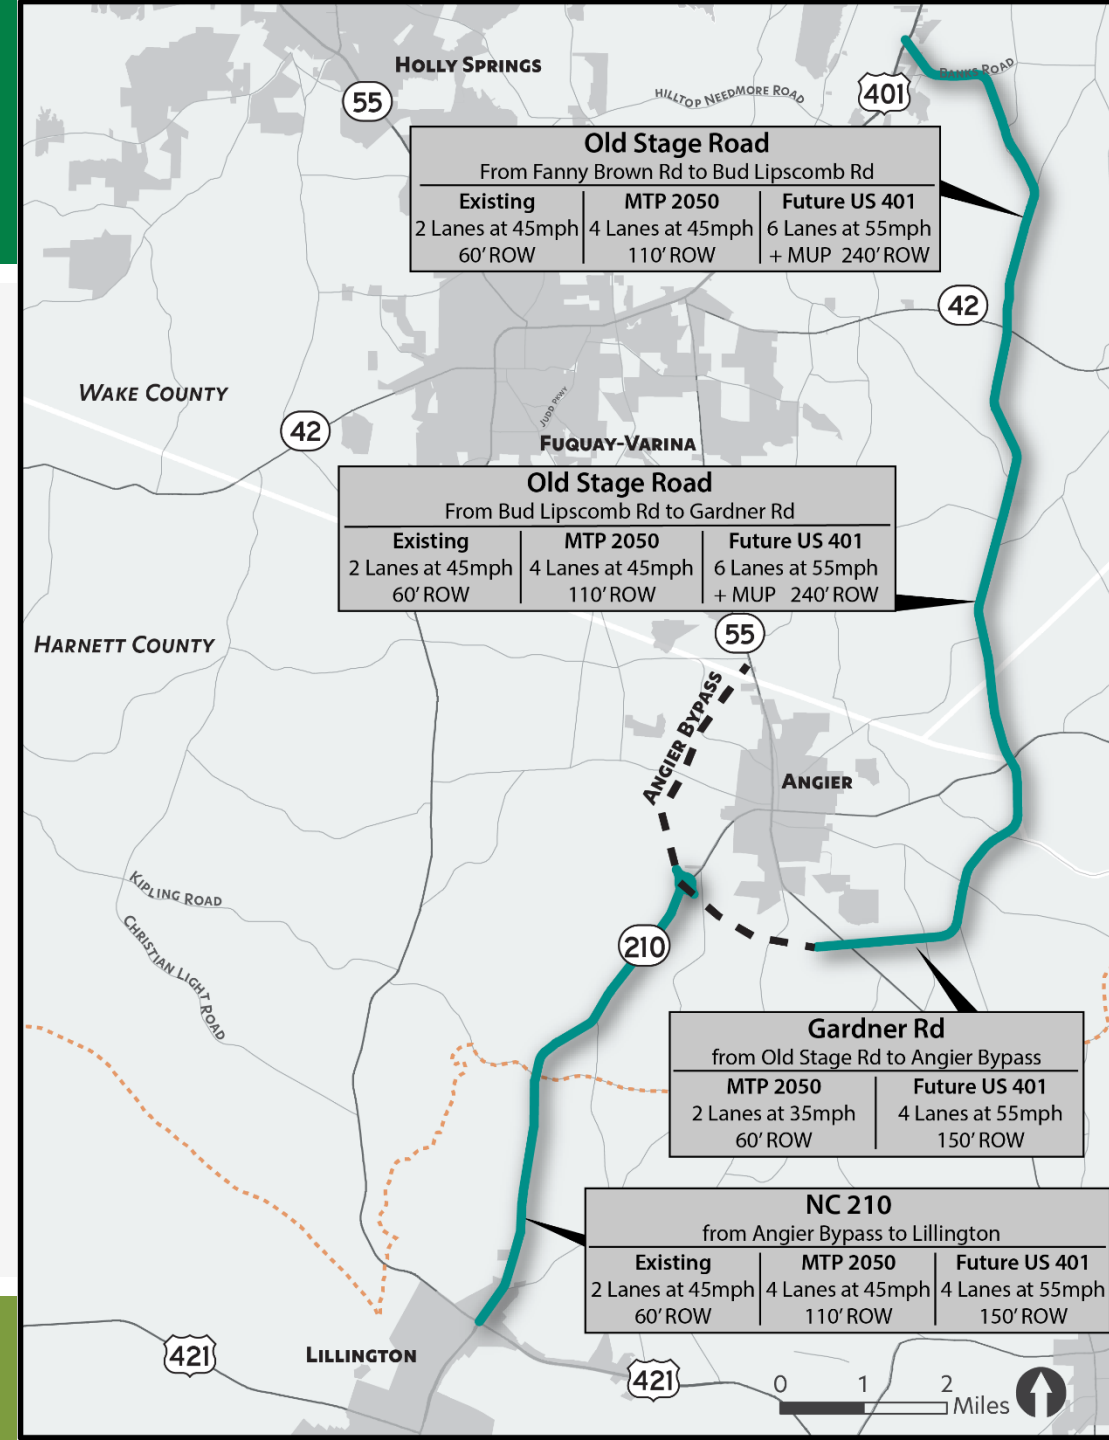 HOLLY SPRINGS
55
HILLTOP NEEDMORE ROAD
401
BANKS ROAD
Old Stage Road
From Fanny Brown Rd to Bud Lipscomb Rd
Existing MTP 2050 Future US 401
2 Lanes at 45mph 4 Lanes at 45mph 6 Lanes at 55mph
60' ROW 110' ROW + MUP 240' ROW
42
WAKE COUNTY
42
JUDD PKWY
FUQUAY-VARINA
Old Stage Road
From Bud Lipscomb Rd to Gardner Rd
Existing MTP 2050 Future US 401
2 Lanes at 45mph 4 Lanes at 45mph 6 Lanes at 55mph
60' ROW 110' ROW + MUP 240' ROW
HARNETT COUNTY
55
ANGIER BYPASS
ANGIER
KIPLING ROAD
CHRISTIAN LIGHT ROAD
210
Gardner Rd
from Old Stage Rd to Angier Bypass
MTP 2050 Future US 401
2 Lanes at 35mph 4 Lanes at 55mph
60' ROW 150' ROW
NC 210
from Angier Bypass to Lillington
Existing MTP 2050 Future US 401
2 Lanes at 45mph 4 Lanes at 45mph 4 Lanes at 55mph
60' ROW 110' ROW 150' ROW
421
LILLINGTON
421
0 1 2
Miles